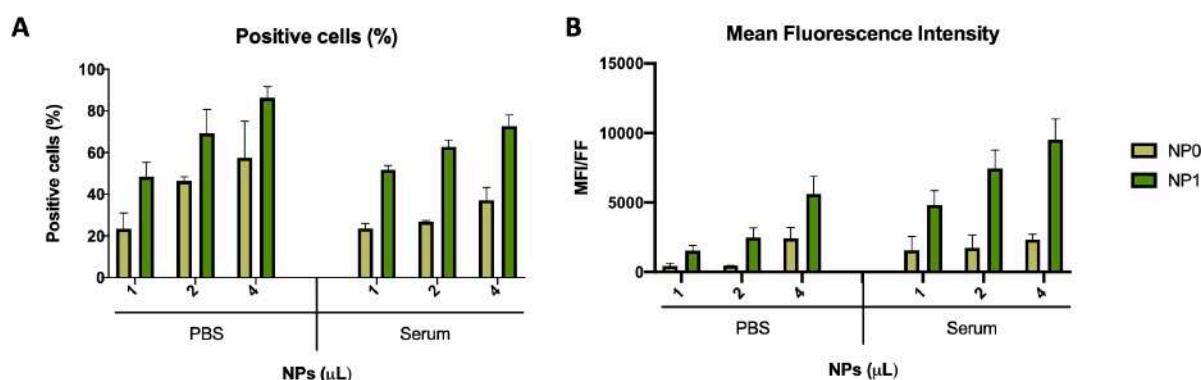 A
Positive cells (%)
Positive cells (%)
100
80
60
40
20
0
1 2 4 1 2 4
PBS Serum
NPs (μL)
B
Mean Fluorescence Intensity
MFI/FF
15000
10000
5000
0
1 2 4 1 2 4
PBS Serum
NPs (μL)
NP0
NP1